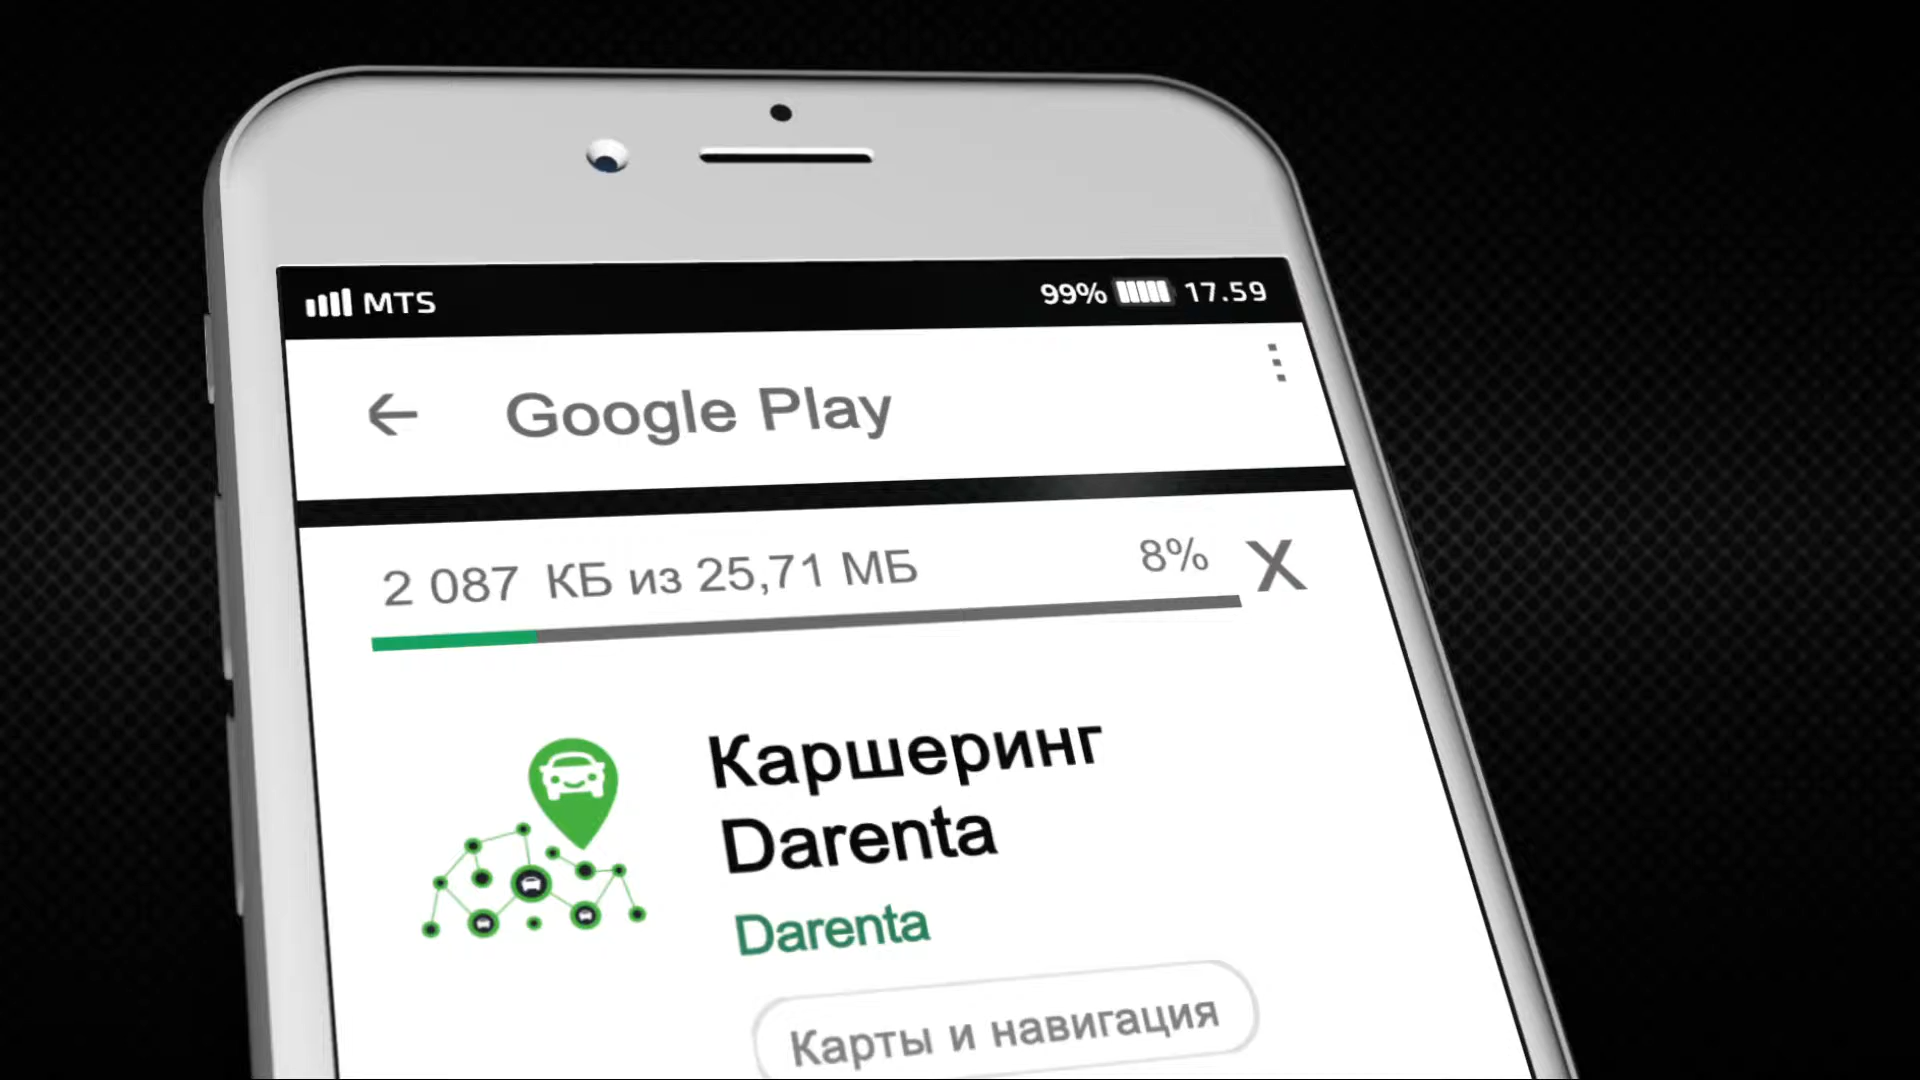 MTS 99% 17.59
Google Play
2 087 КБ из 25,71 МБ 8% X
Каршеринг
Darenta
Darenta
Карты и навигация